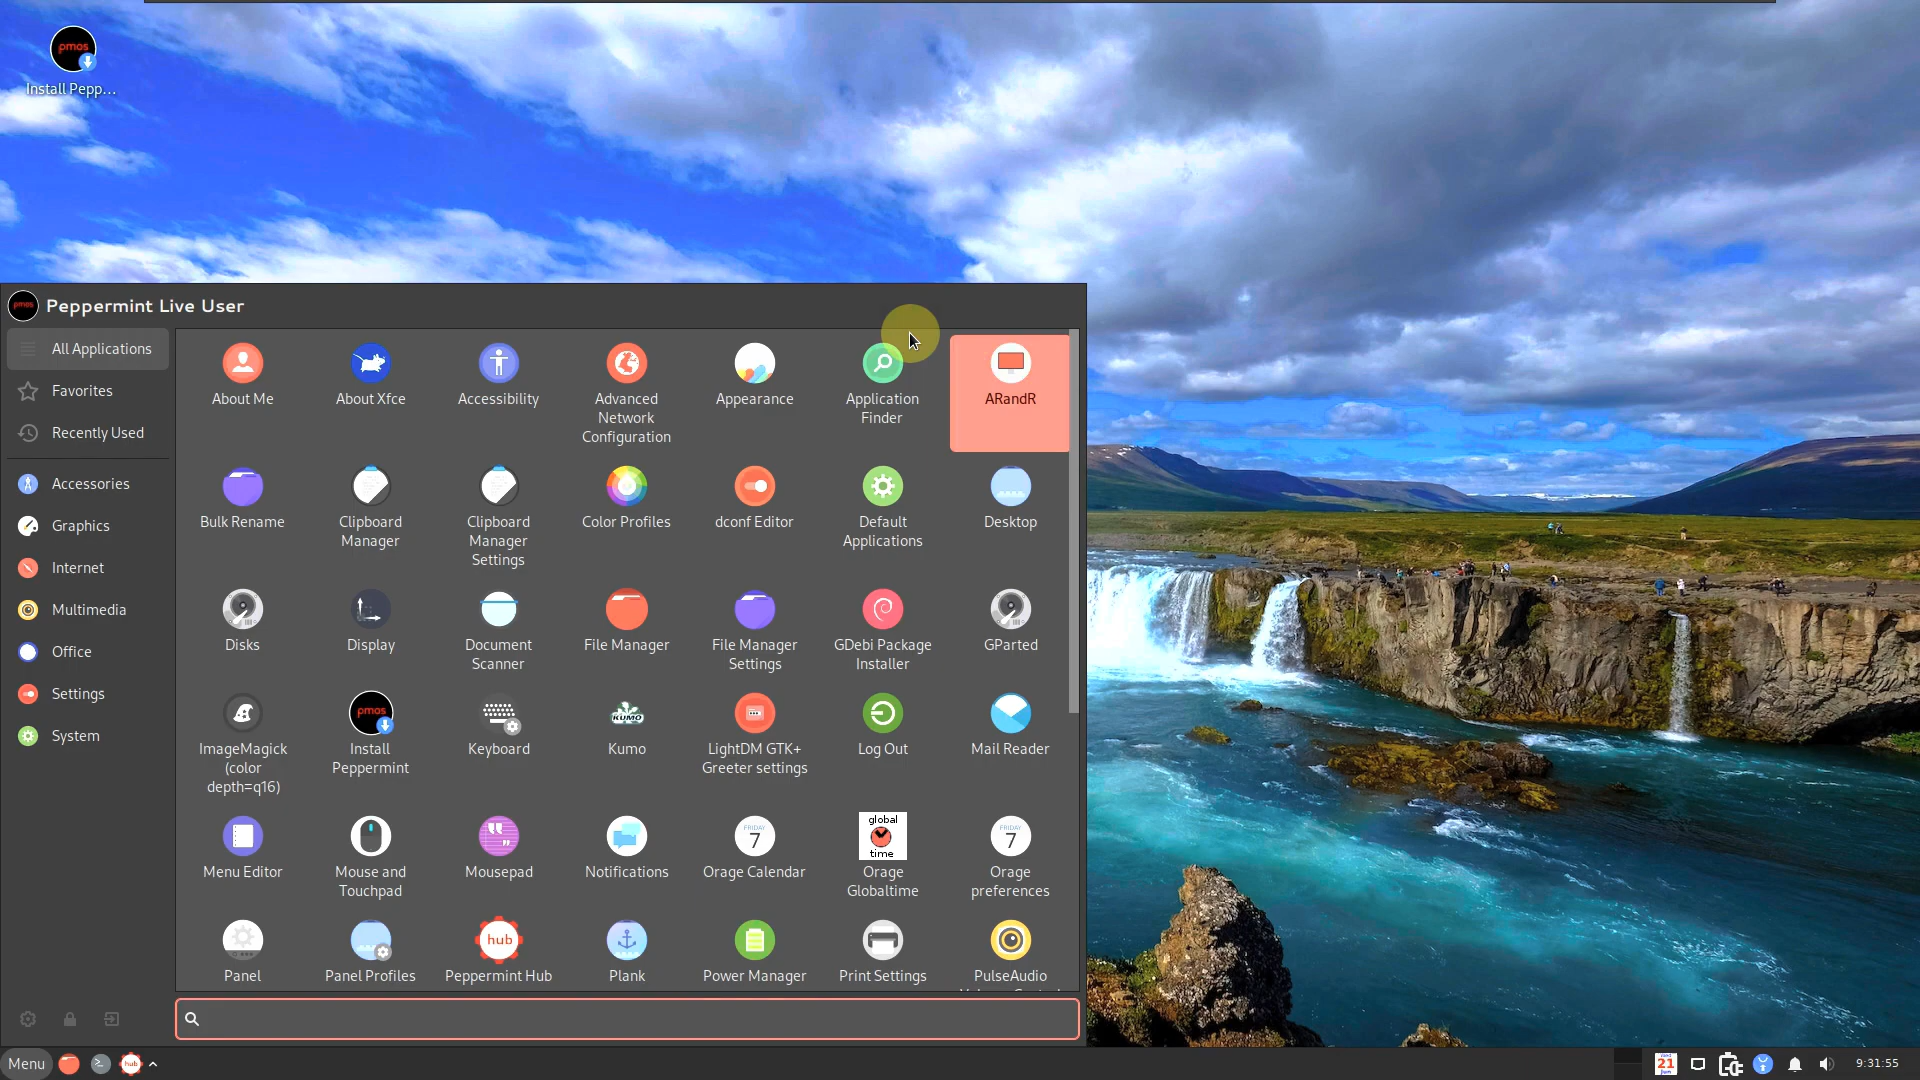 pmos
Install Pepp...
pmos
Peppermint Live User
All Applications
Favorites
Recently Used
Accessories
Graphics
Internet
Multimedia
Office
Settings
System
About Me
About Xfce
Accessibility
Advanced
Network
Configuration
Appearance
Application
Finder
ARandR
Bulk Rename
Clipboard
Manager
Clipboard
Manager
Settings
Color Profiles
dconf Editor
Default
Applications
Desktop
Disks
Display
Document
Scanner
File Manager
File Manager
Settings
GDebi Package
Installer
GParted
ImageMagick
(color
depth=q16)
pmos
Install
Peppermint
Keyboard
KUMO
Kumo
LightDM GTK+
Greeter settings
Log Out
Mail Reader
Menu Editor
Mouse and
Touchpad
Mousepad
Notifications
FRIDAY
7
Orage Calendar
global
time
Orage
Globaltime
FRIDAY
7
Orage
preferences
Panel
Panel Profiles
hub
Peppermint Hub
Plank
Power Manager
Print Settings
PulseAudio
Menu
hub
21
9:31:55